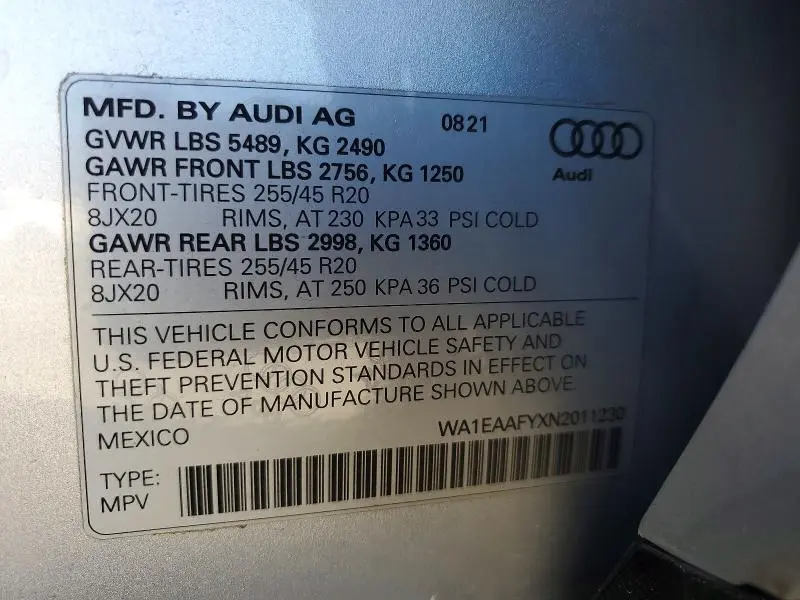 MFD. BY AUDI AG 0821
GVWR LBS 5489, KG 2490
Audi
GAWR FRONT LBS 2756, KG 1250
FRONT-TIRES 255/45 R20
8JX20 RIMS, AT 230 KPA 33 PSI COLD
GAWR REAR LBS 2998, KG 1360
REAR-TIRES 255/45 R20
8JX20 RIMS, AT 250 KPA 36 PSI COLD
THIS VEHICLE CONFORMS TO ALL APPLICABLE
U.S. FEDERAL MOTOR VEHICLE SAFETY AND
THEFT PREVENTION STANDARDS IN EFFECT ON
THE DATE OF MANUFACTURE SHOWN ABOVE.
MEXICO WA1EAAFYXN2011230
TYPE:
MPV